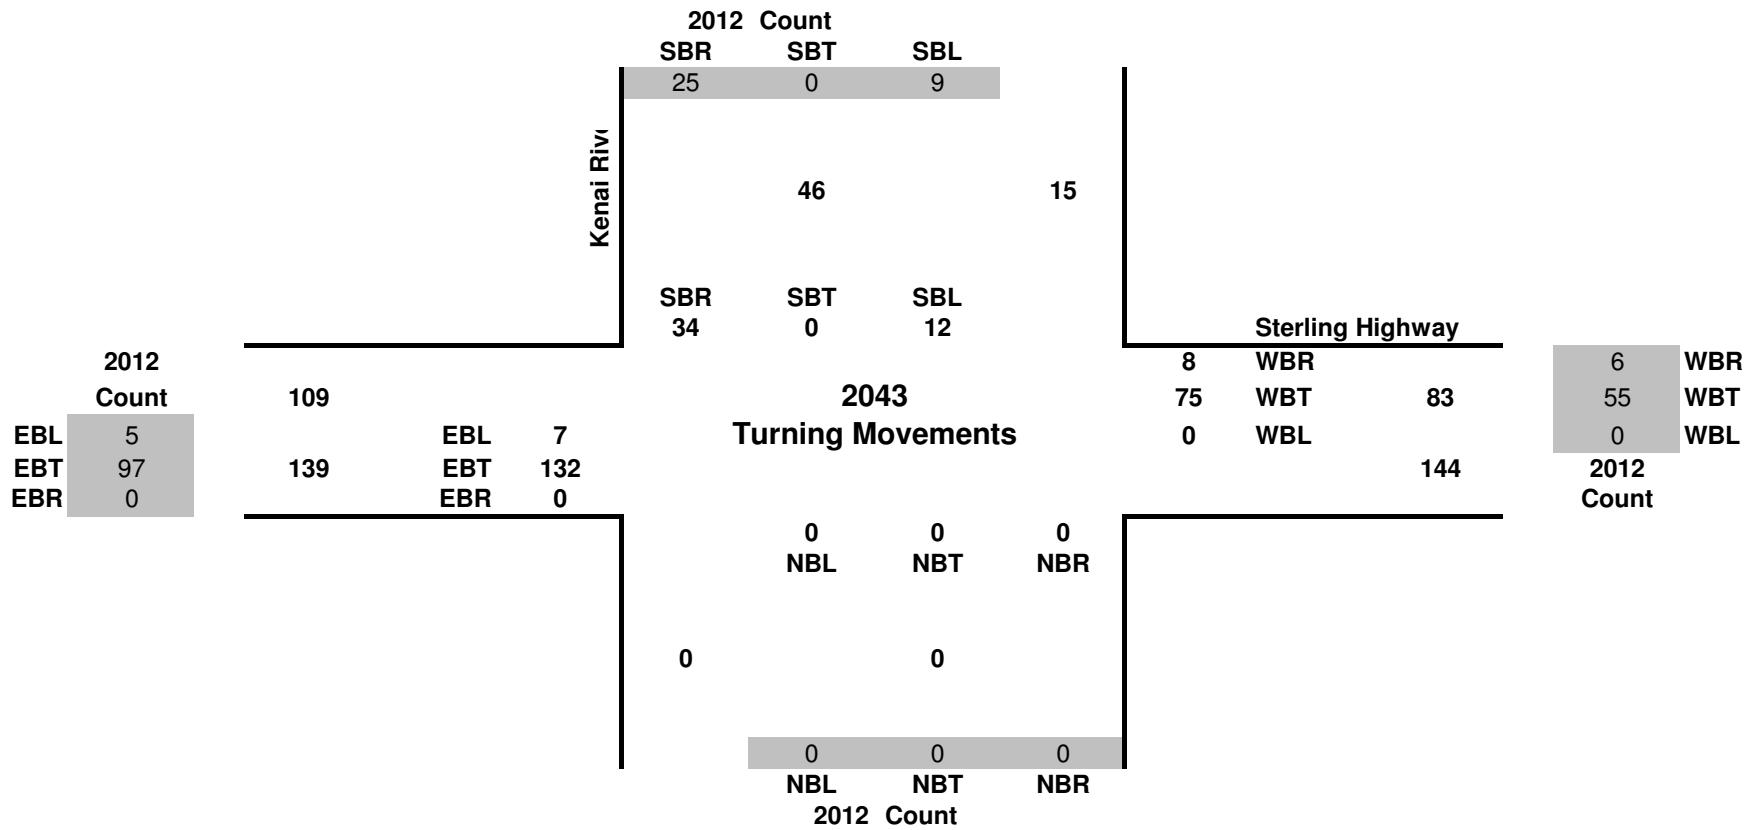 2012 Count
SBR SBT SBL
25 0 9
Kenai Riv
46 15
SBR SBT SBL
34 0 12 Sterling Highway
2012 8 WBR 6 WBR
Count 109 2043 75 WBT 83 55 WBT
EBL 5 EBL 7 Turning Movements 0 WBL 0 WBL
EBT 97 139 EBT 132 144 2012
EBR 0 EBR 0 Count
0 0 0
NBL NBT NBR
0 0
0 0 0
NBL NBT NBR
2012 Count